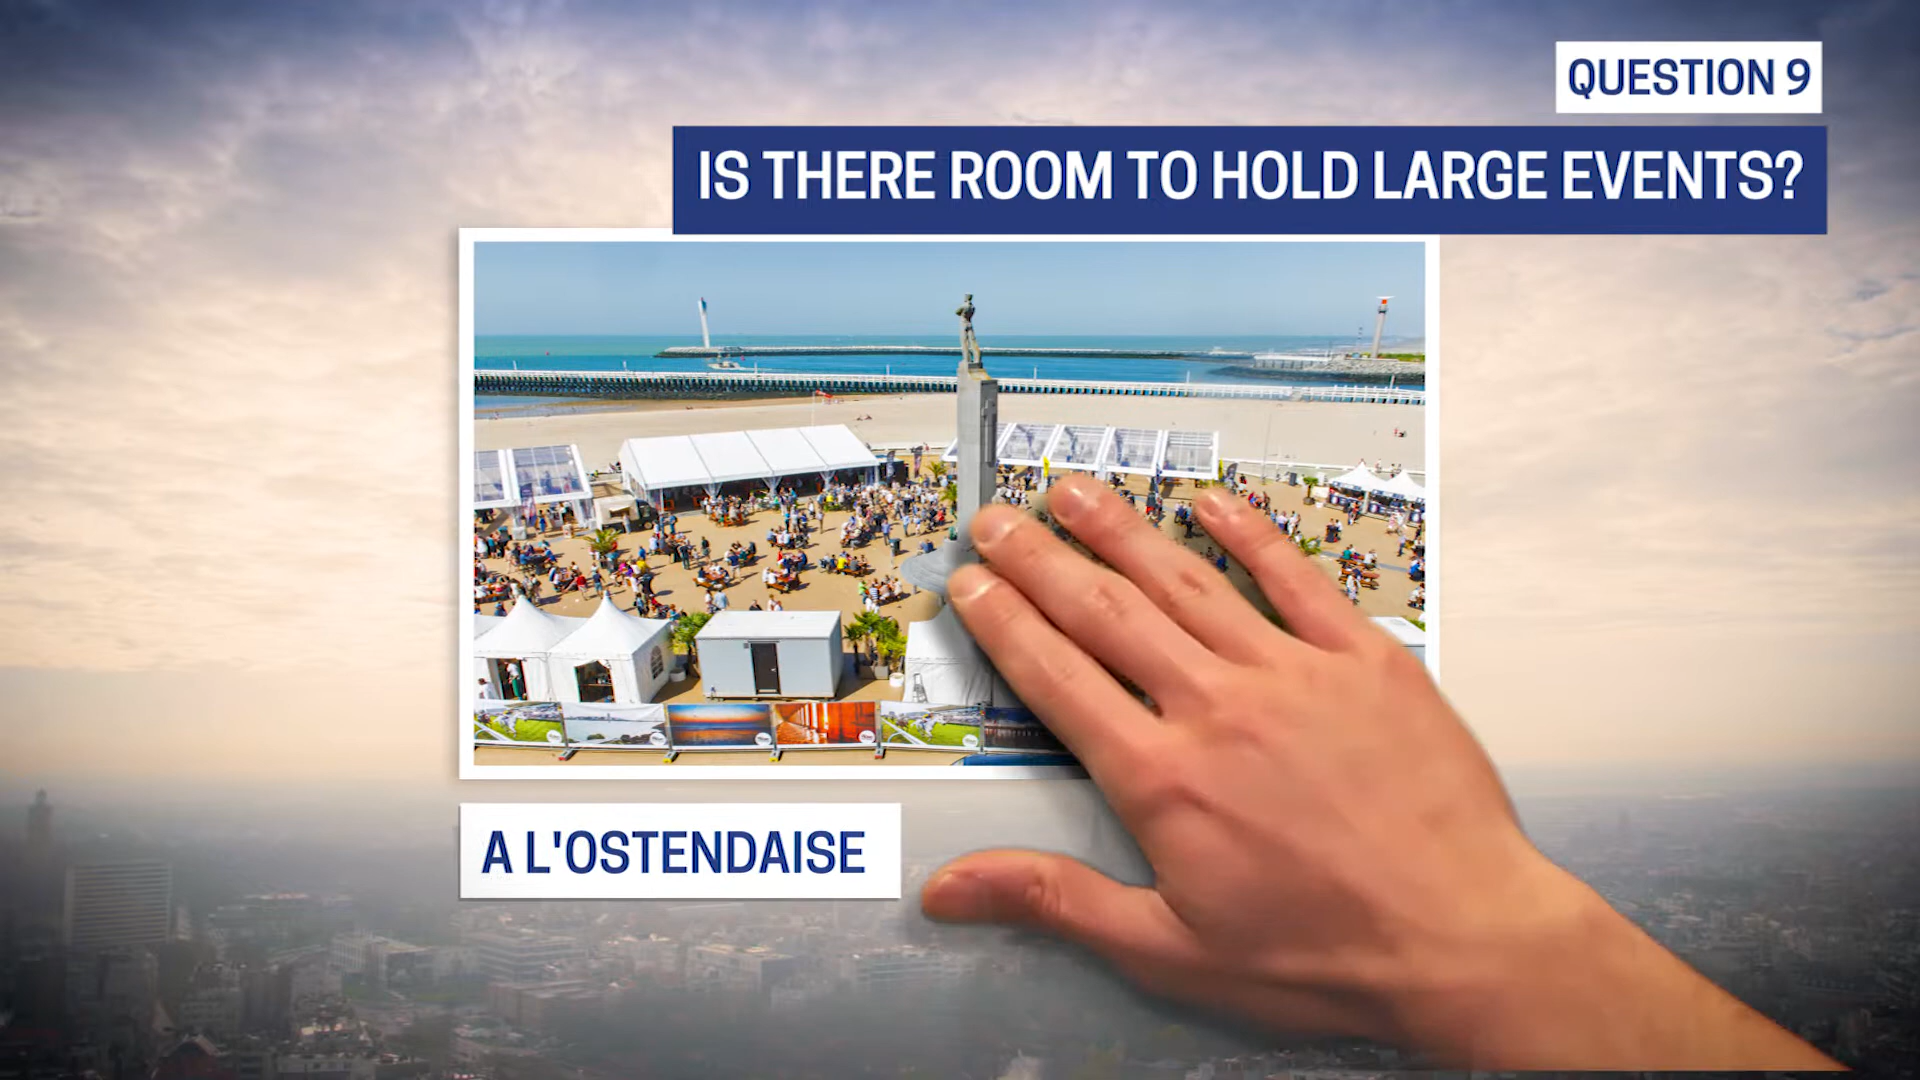 QUESTION 9
IS THERE ROOM TO HOLD LARGE EVENTS?
A L'OSTENDAISE